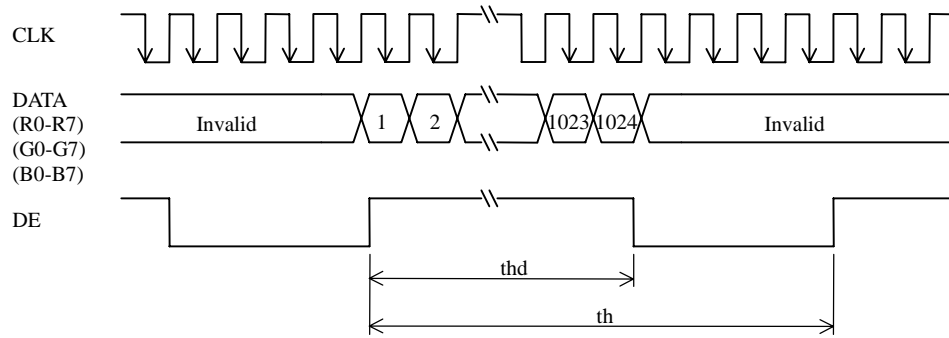 CLK
DATA
(R0-R7)
(G0-G7)
(B0-B7)
Invalid 1 2 1023 1024 Invalid
DE
thd
th